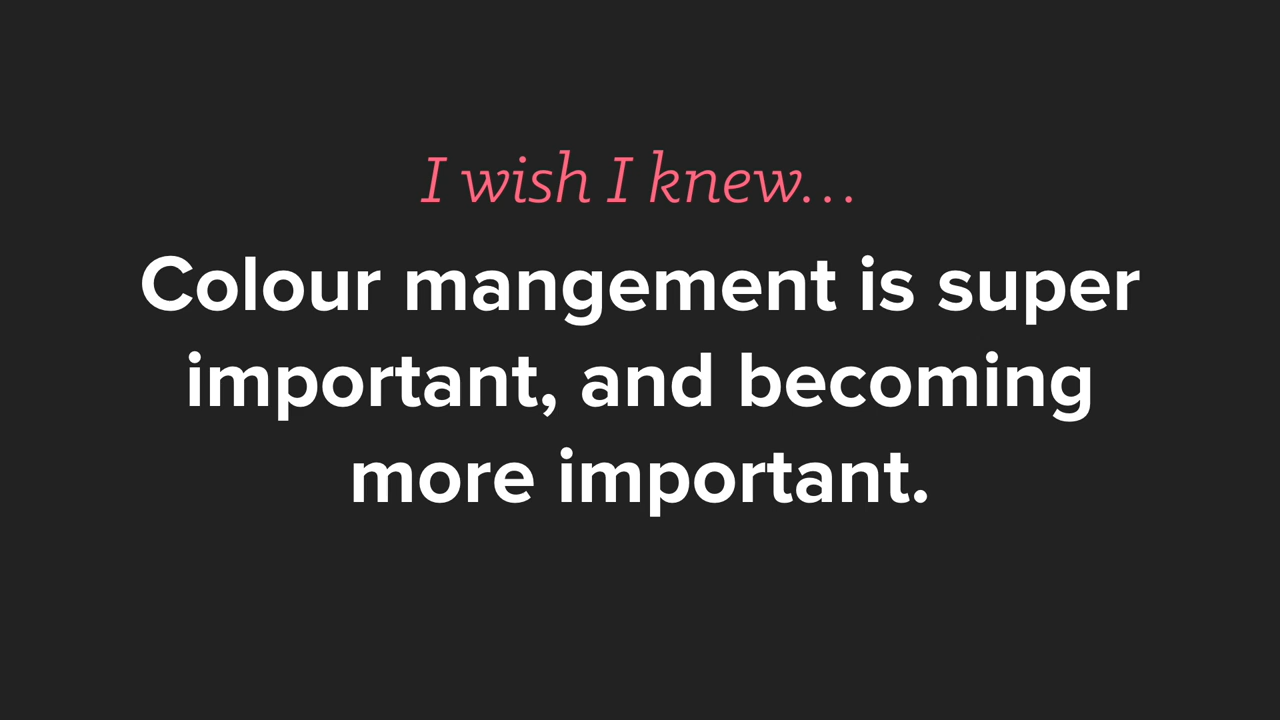 I wish I knew…
Colour mangement is super
important, and becoming
more important.